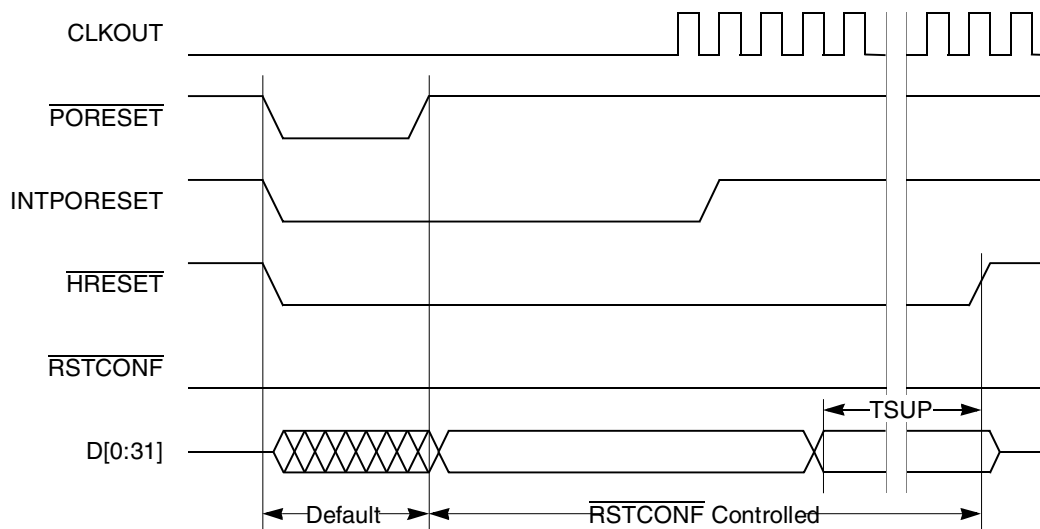 CLKOUT
PORESET
INTPORESET
HRESET
RSTCONF
TSUP
D[0:31]
Default
RSTCONF Controlled